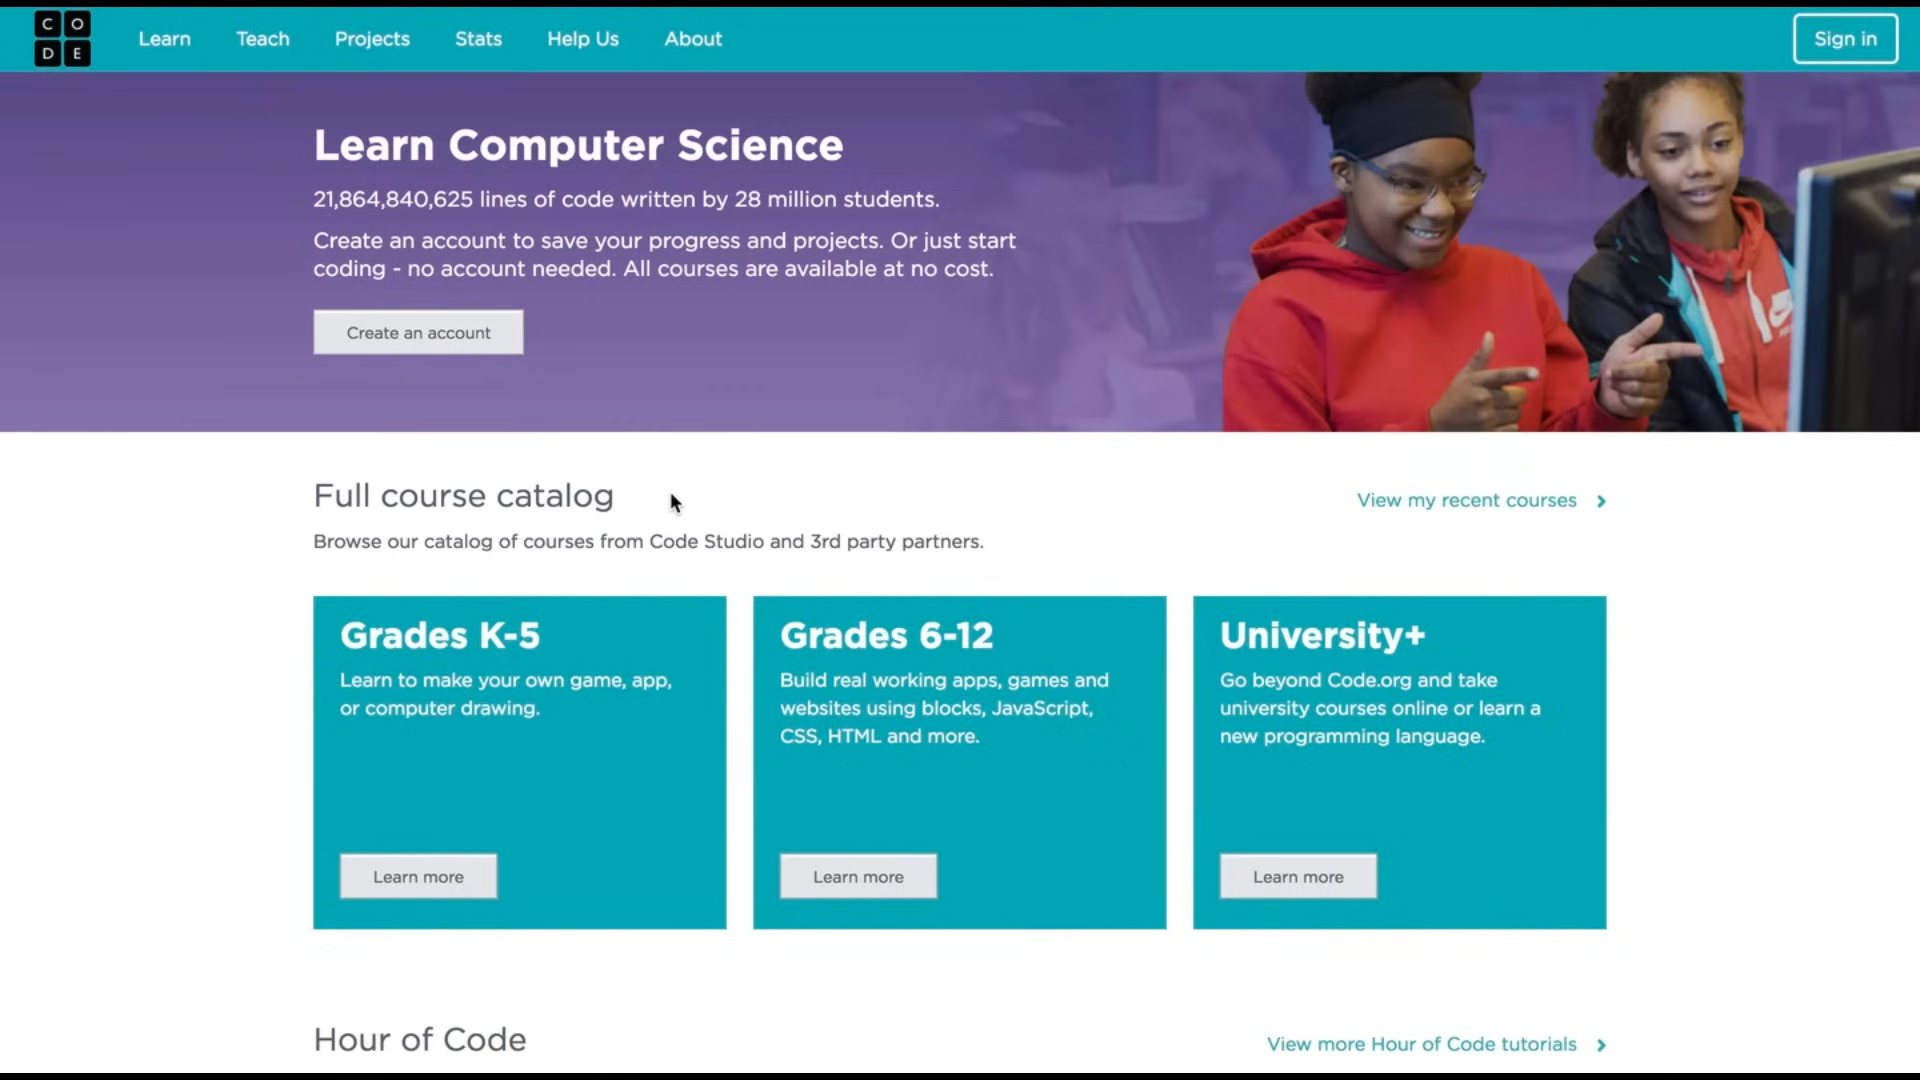 C O
D E
Learn Teach Projects Stats Help Us About Sign in
Learn Computer Science
21,864,840,625 lines of code written by 28 million students.
Create an account to save your progress and projects. Or just start
coding - no account needed. All courses are available at no cost.
Create an account
Full course catalog
View my recent courses
Browse our catalog of courses from Code Studio and 3rd party partners.
Grades K-5
Learn to make your own game, app,
or computer drawing.
Learn more
Grades 6-12
Build real working apps, games and
websites using blocks, JavaScript,
CSS, HTML and more.
Learn more
University+
Go beyond Code.org and take
university courses online or learn a
new programming language.
Learn more
Hour of Code
View more Hour of Code tutorials